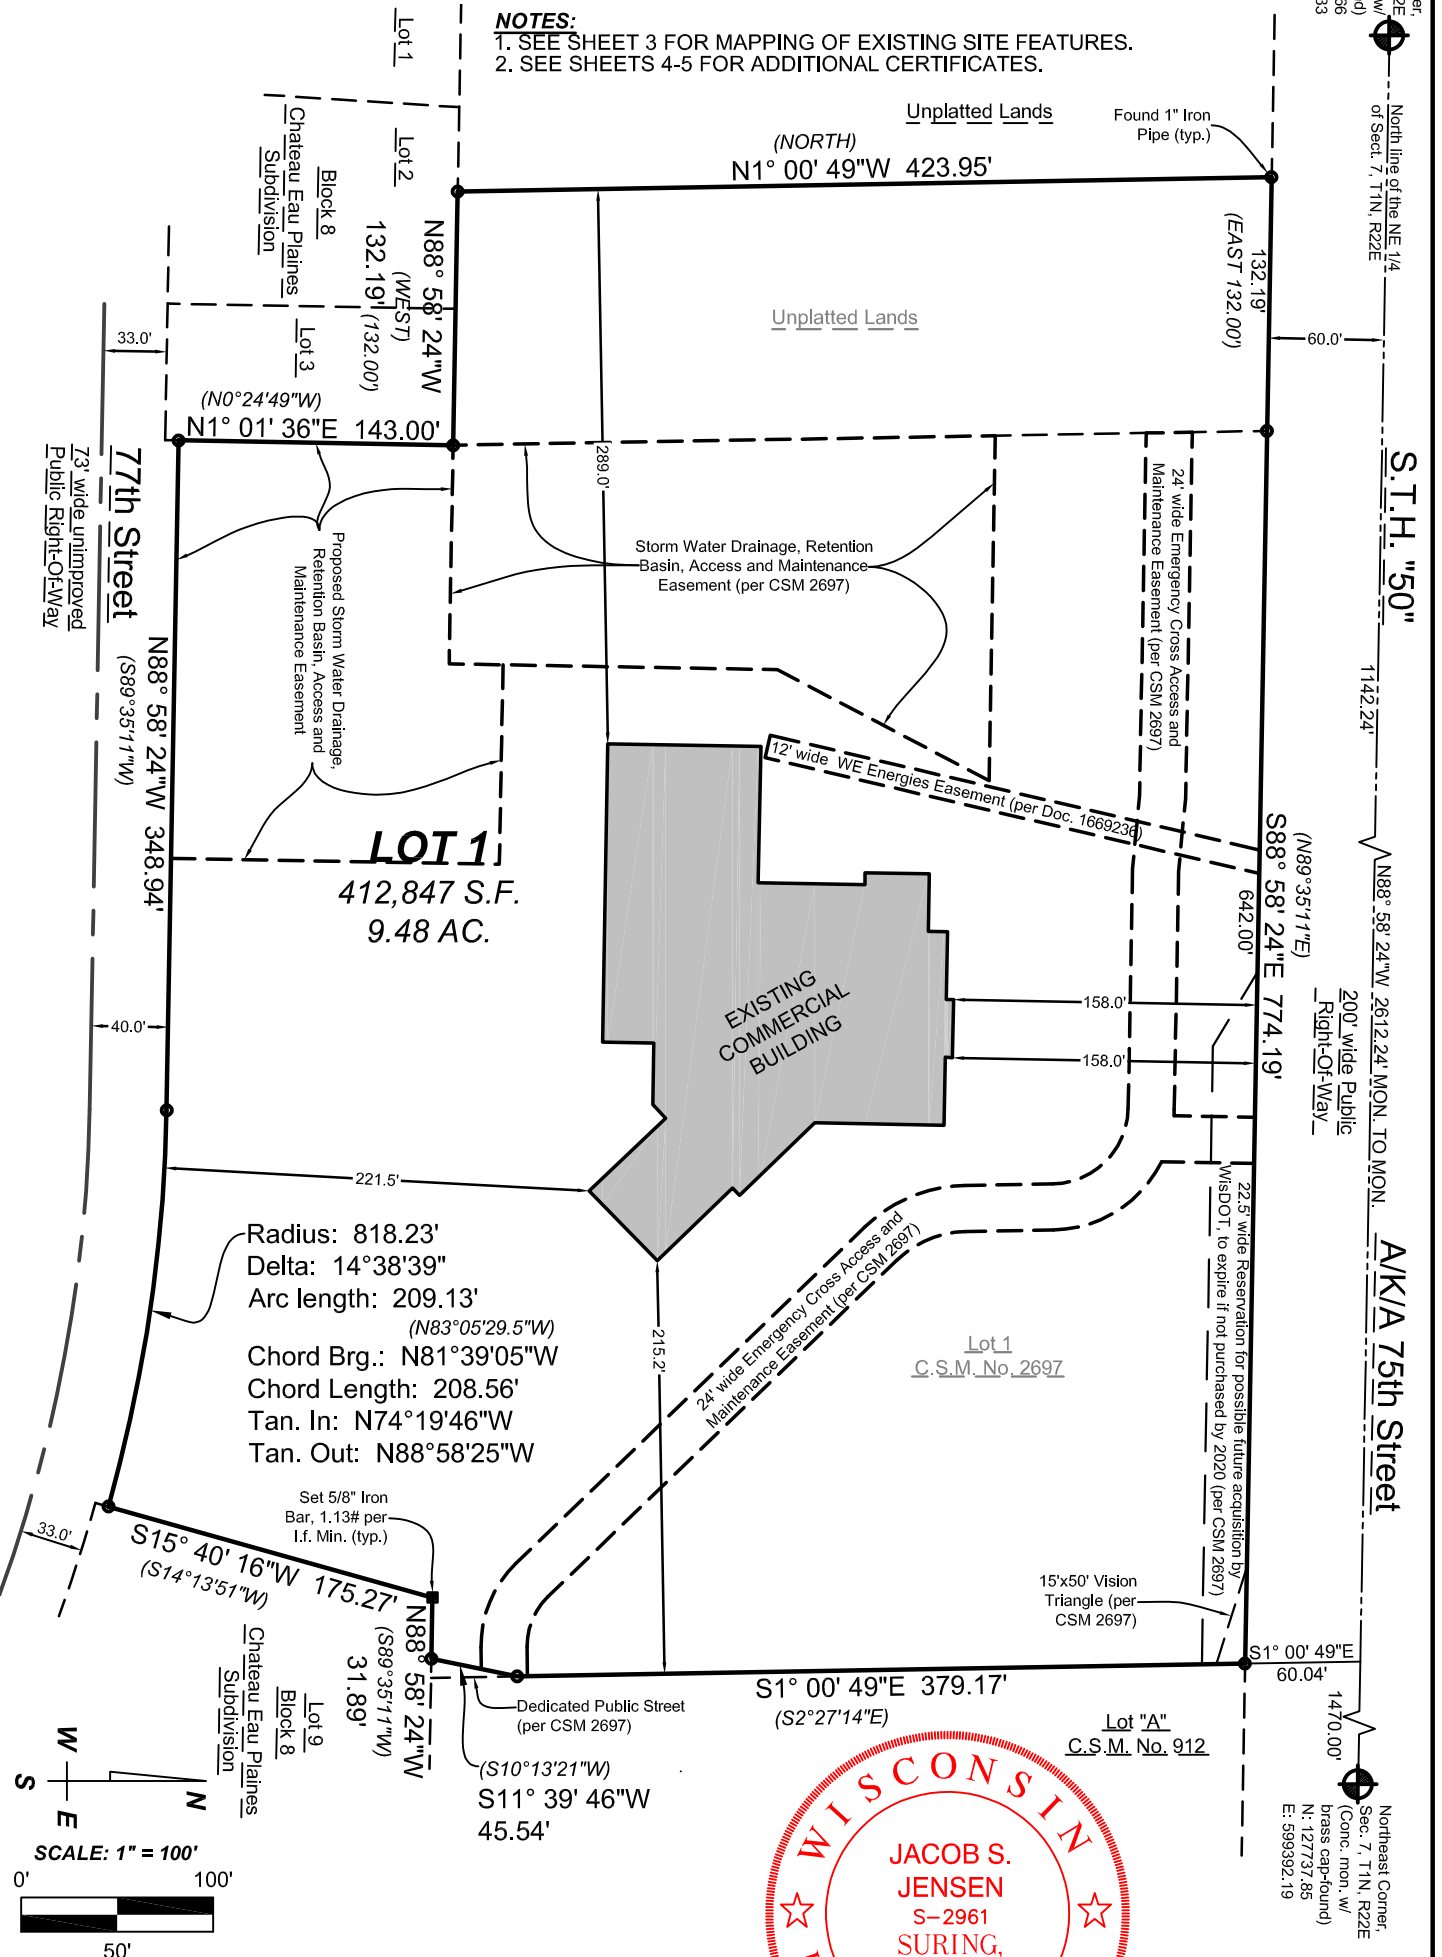 NOTES:
1. SEE SHEET 3 FOR MAPPING OF EXISTING SITE FEATURES.
2. SEE SHEETS 4-5 FOR ADDITIONAL CERTIFICATES.
Unplatted Lands
Found 1" Iron
Pipe (typ.)
(NORTH)
N1° 00' 49"W 423.95'
North line of the NE 1/4
of Sect. 7, T1N, R22E
Lot 1
Lot 2
Block 8
Chateau Eau Plaines
Subdivision
Lot 3
N88° 58' 24"W
(WEST)
132.19' (132.00')
132.19'
(EAST 132.00')
60.0'
Unplatted Lands
33.0'
(N0°24'49"W)
N1° 01' 36"E 143.00'
289.0'
77th Street
73' wide unimproved
Public Right-Of-Way
Proposed Storm Water Drainage,
Retention Basin, Access and
Maintenance Easement
Storm Water Drainage, Retention
Basin, Access and Maintenance
Easement (per CSM 2697)
24' wide Emergency Cross Access and
Maintenance Easement (per CSM 2697)
S.T.H. "50"
1142.24'
N88° 58' 24"W 348.94'
(S89°35'11"W)
12' wide WE Energies Easement (per Doc. 1669236)
(N89°35'11"E)
S88° 58' 24"E 774.19'
642.00'
N88° 58' 24"W 2612.24' MON. TO MON.
200' wide Public
Right-Of-Way
LOT 1
412,847 S.F.
9.48 AC.
EXISTING
COMMERCIAL
BUILDING
158.0'
158.0'
40.0'
221.5'
Radius: 818.23'
Delta: 14°38'39"
Arc length: 209.13'
(N83°05'29.5"W)
Chord Brg.: N81°39'05"W
Chord Length: 208.56'
Tan. In: N74°19'46"W
Tan. Out: N88°58'25"W
215.2'
24' wide Emergency Cross Access and
Maintenance Easement (per CSM 2697)
Lot 1
C.S.M. No. 2697
22.5' wide Reservation for possible future acquisition by
WisDOT, to expire if not purchased by 2020 (per CSM 2697)
A/K/A 75th Street
Set 5/8" Iron
Bar, 1.13# per
l.f. Min. (typ.)
33.0'
S15° 40' 16"W 175.27'
(S14°13'51"W)
N88° 58' 24"W
(S89°35'11"W)
31.89'
15'x50' Vision
Triangle (per
CSM 2697)
S1° 00' 49"E
60.04'
1470.00'
S1° 00' 49"E 379.17'
(S2°27'14"E)
Dedicated Public Street
(per CSM 2697)
(S10°13'21"W)
S11° 39' 46"W
45.54'
Lot 9
Block 8
Chateau Eau Plaines
Subdivision
Lot "A"
C.S.M. No. 912
Northeast Corner,
Sec. 7, T1N, R22E
(Conc. mon. w/
brass cap-found)
N: 127737.85
E: 599392.19
W
N
S
E
SCALE: 1" = 100'
0'
100'
50'
WISCONSIN
JACOB S.
JENSEN
S-2961
SURING,